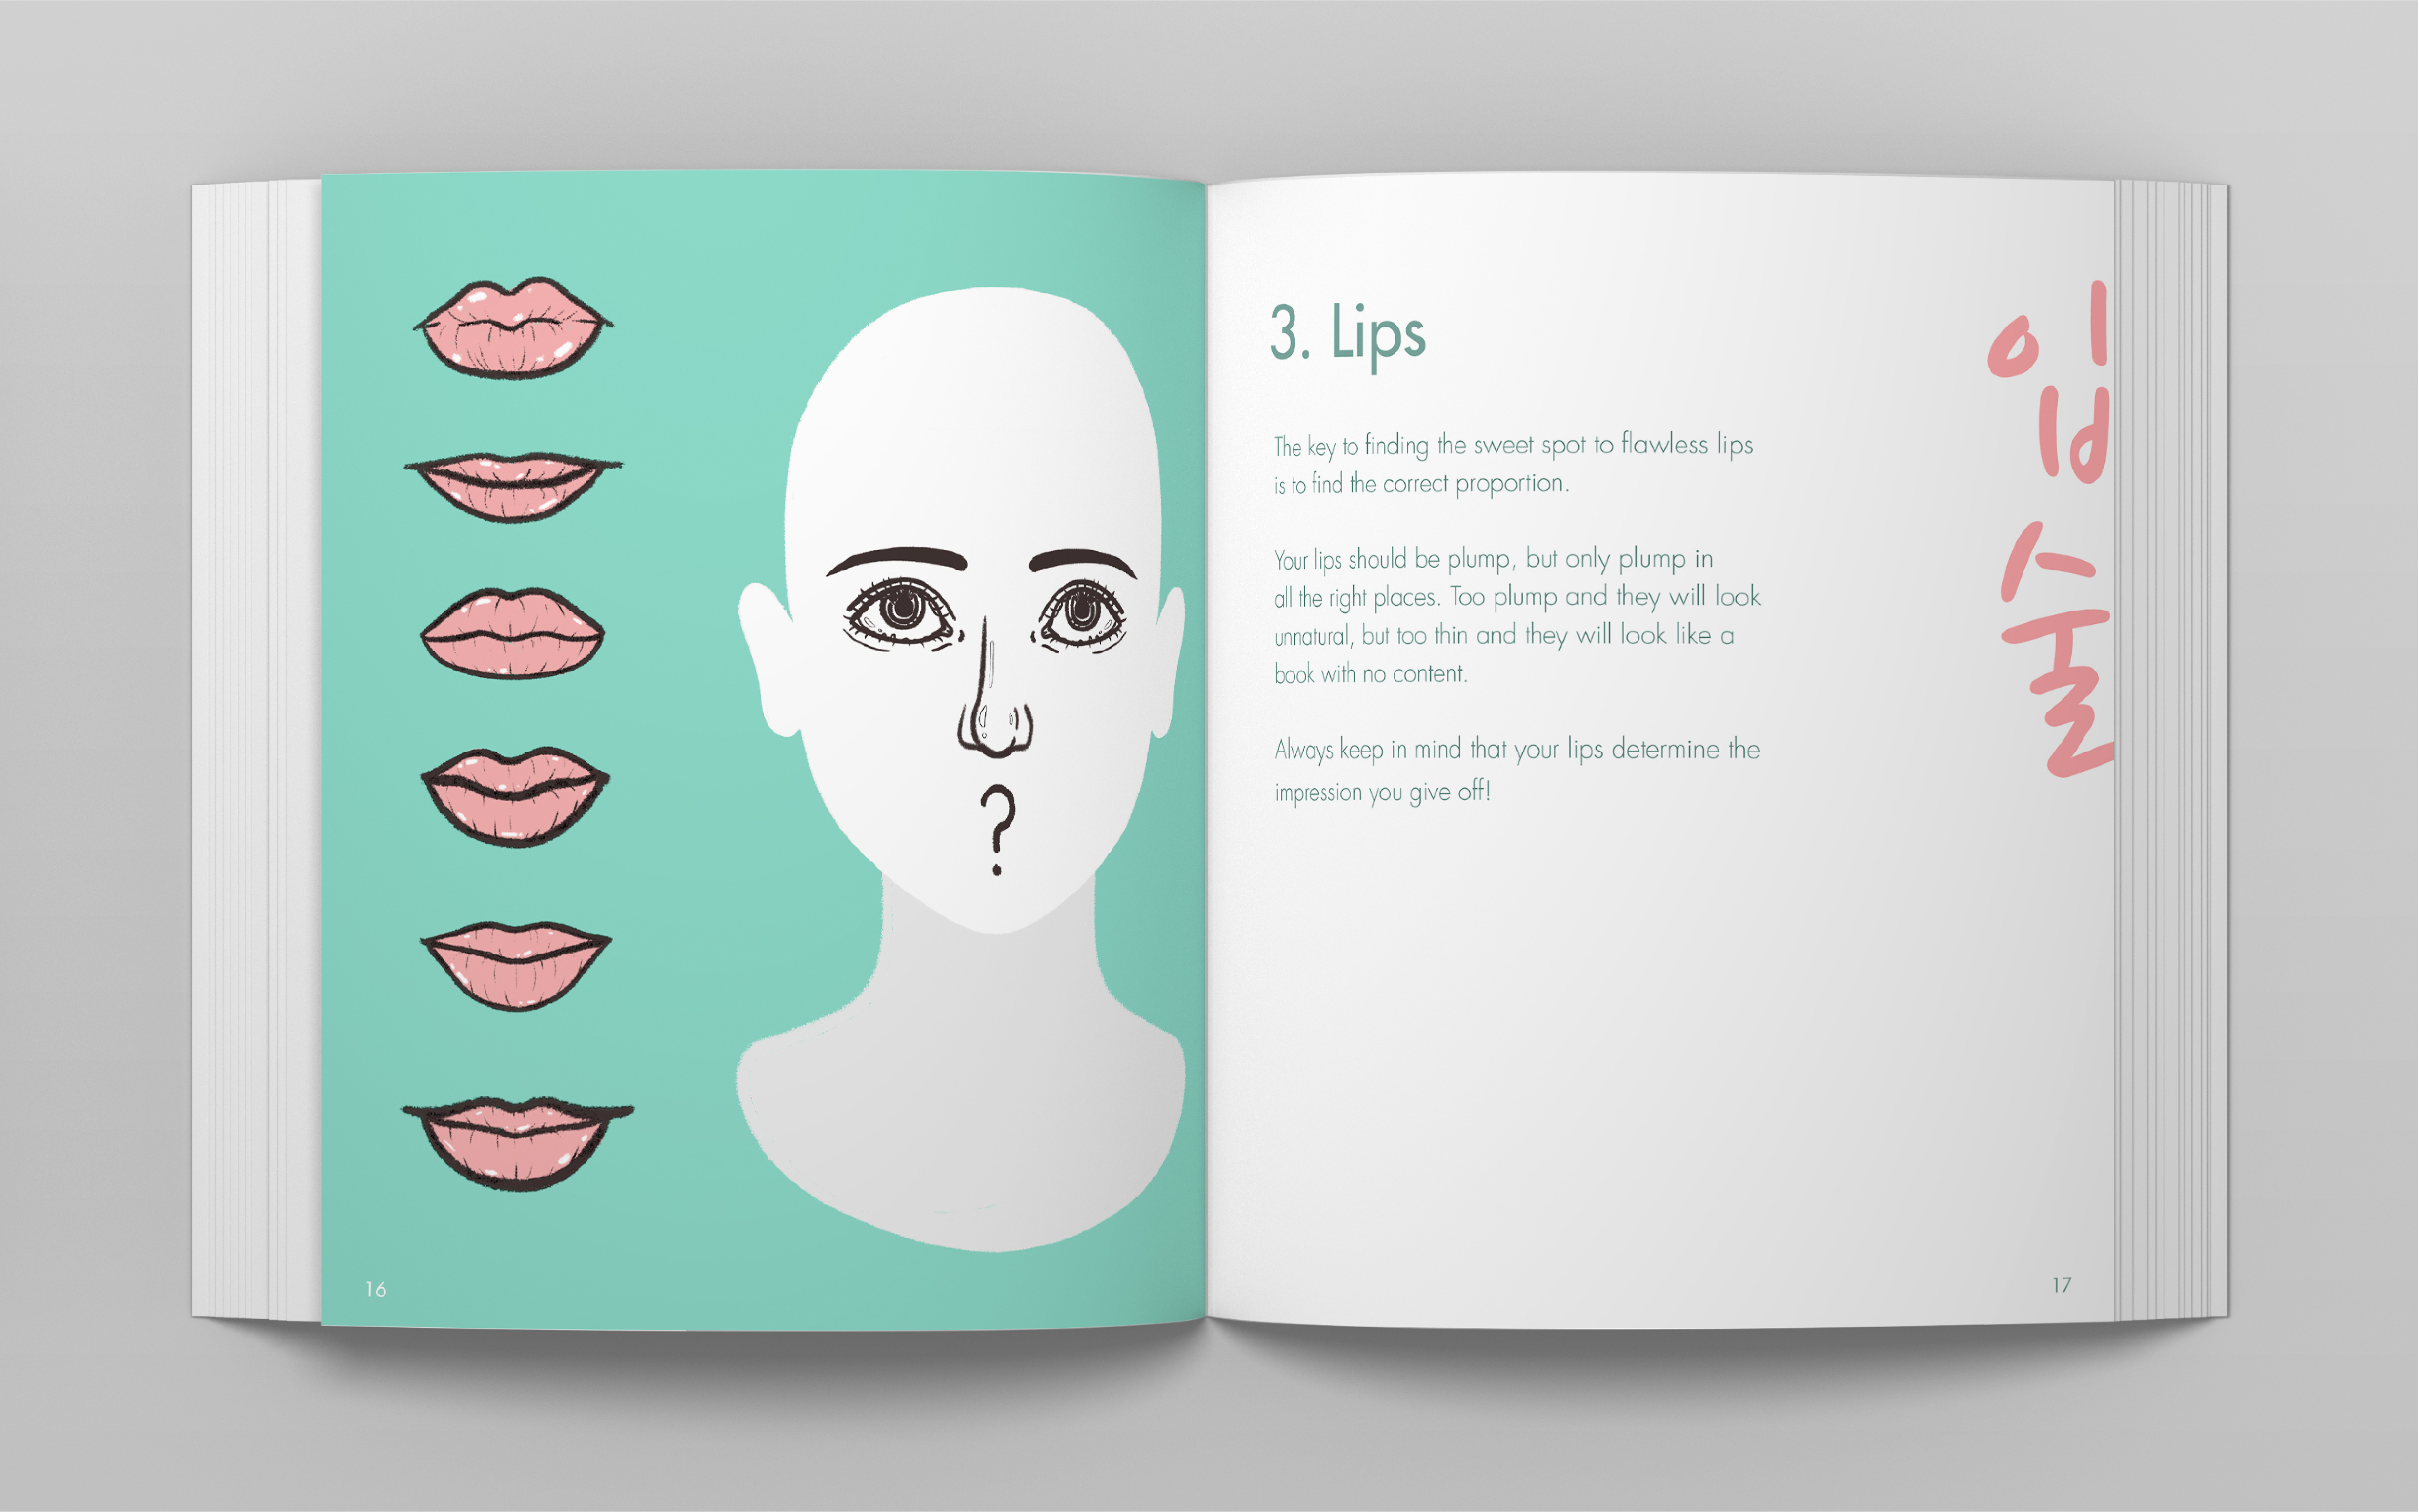 ?
16
3. Lips
The key to finding the sweet spot to flawless lips
is to find the correct proportion.
Your lips should be plump, but only plump in
all the right places. Too plump and they will look
unnatural, but too thin and they will look like a
book with no content.
Always keep in mind that your lips determine the
impression you give off!
입
술
17